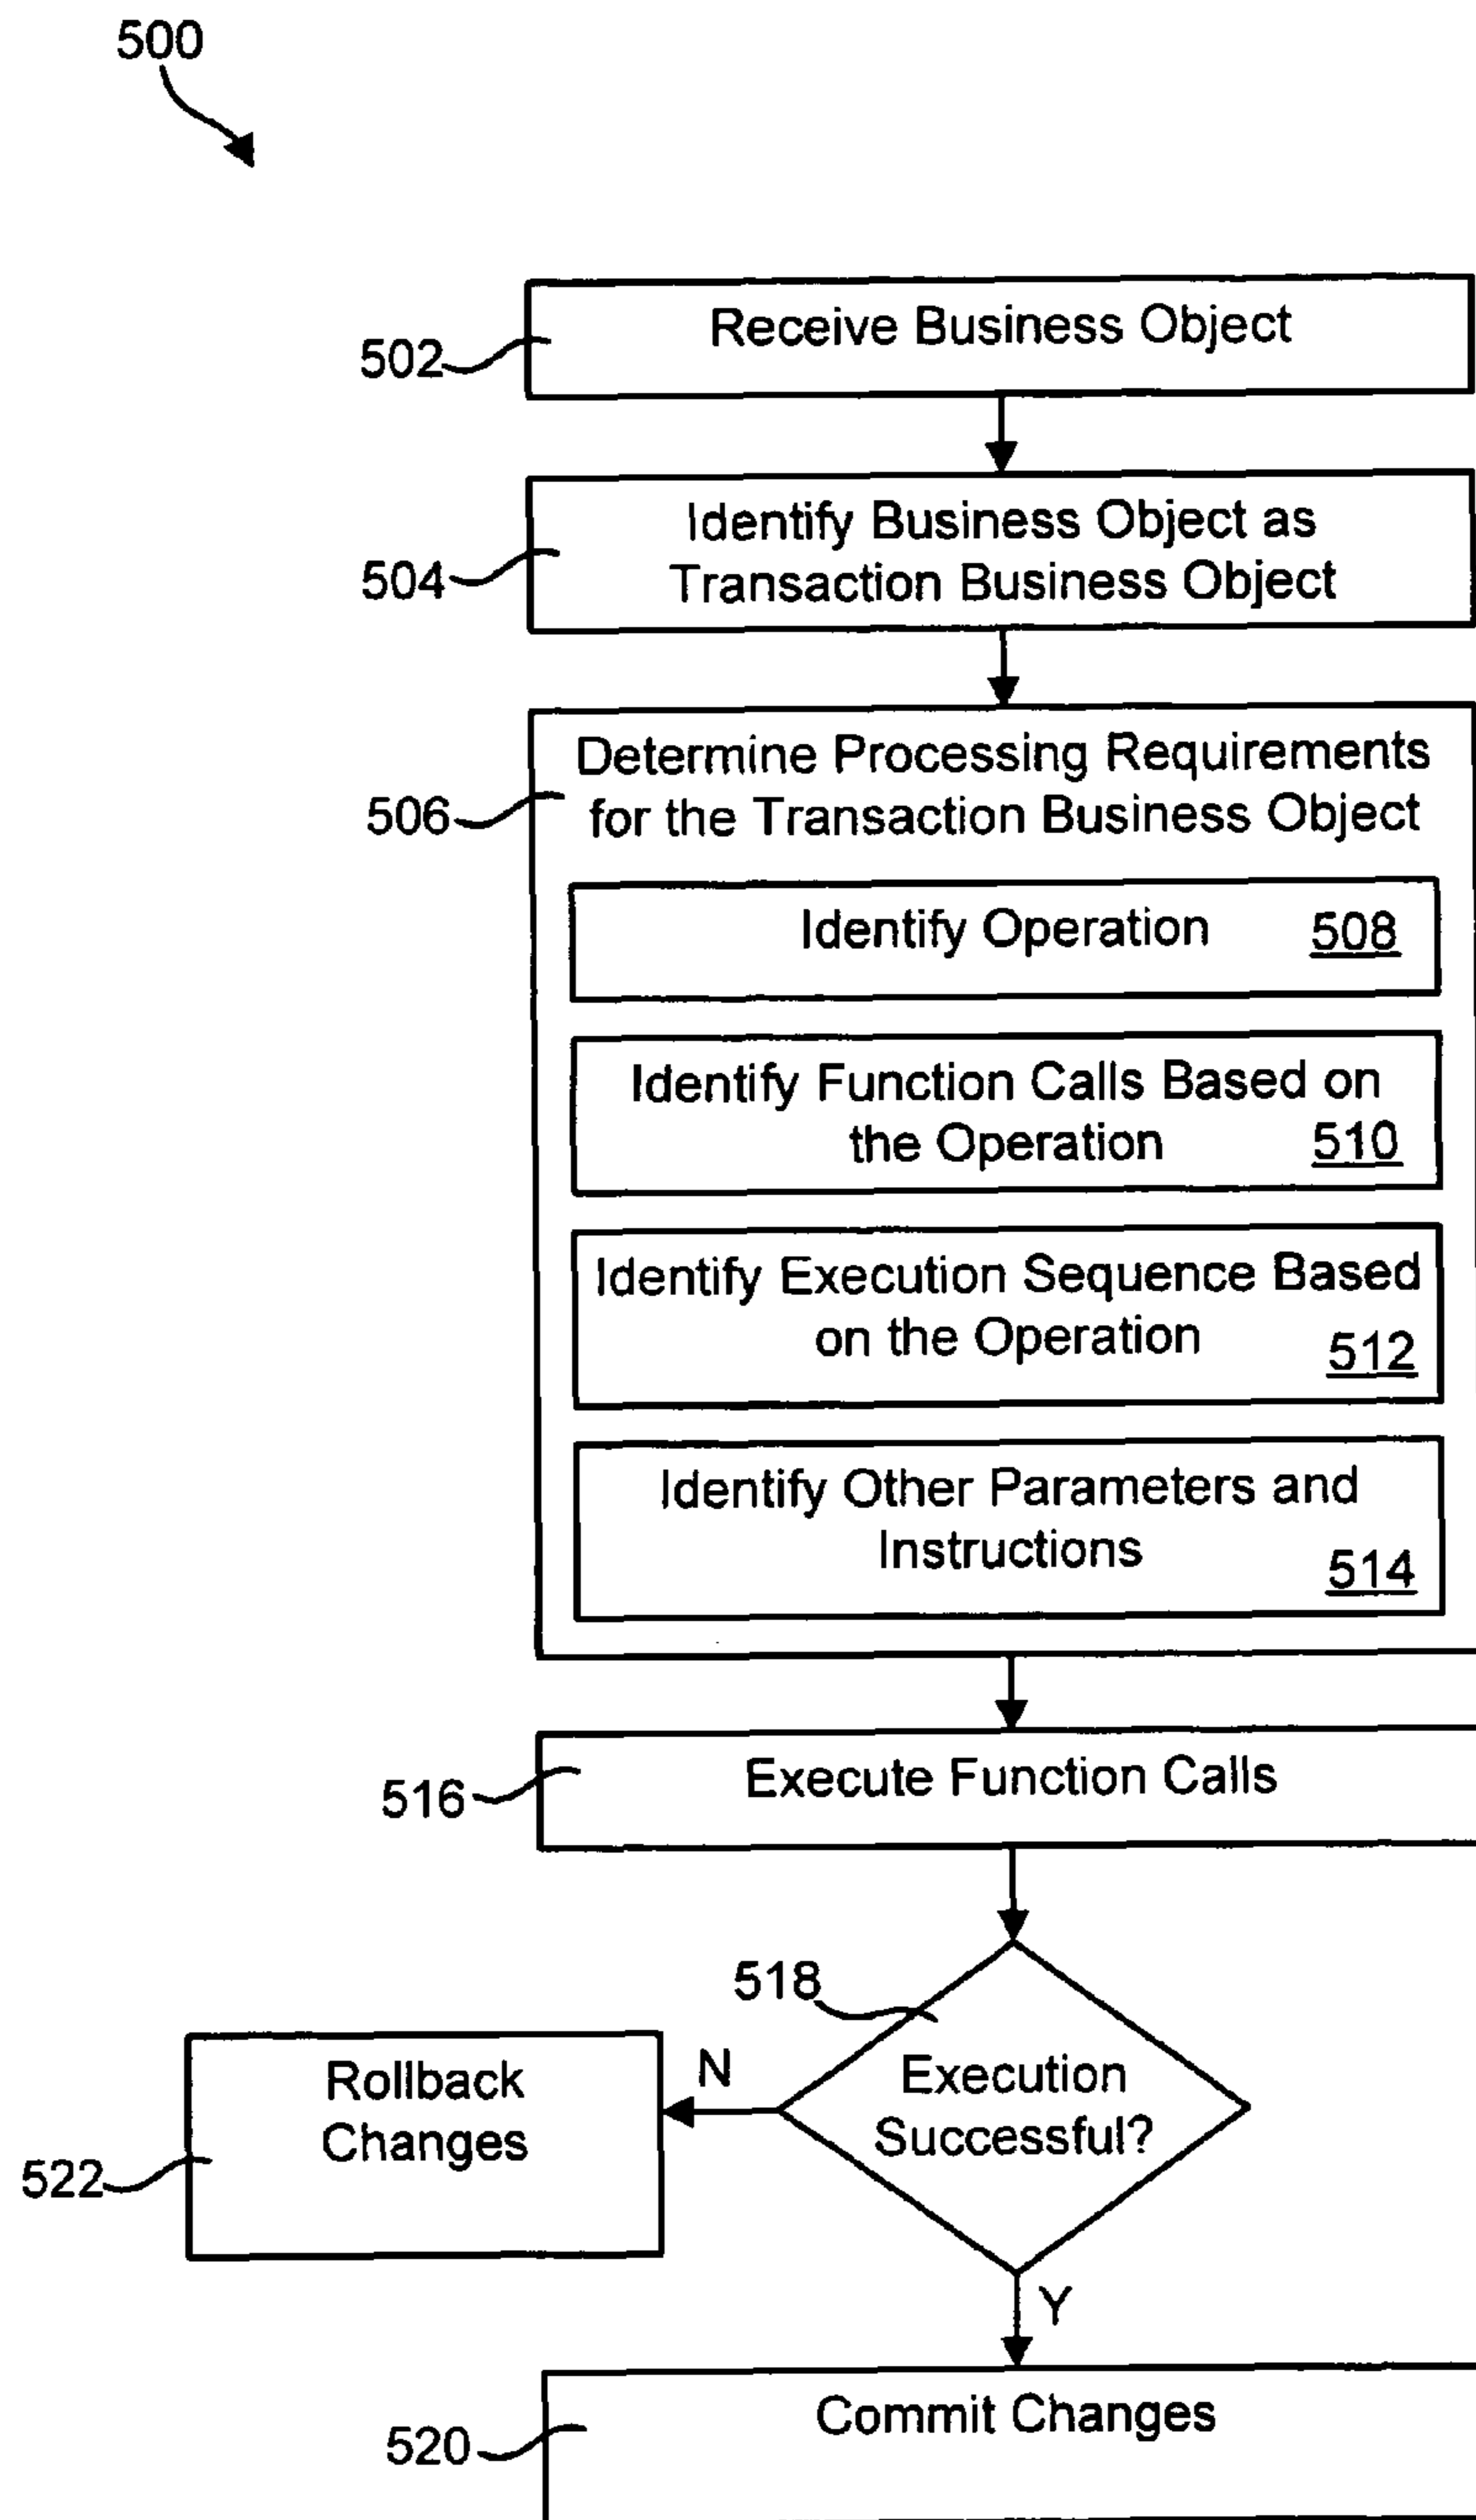 500
Receive Business Object
502
Identify Business Object as
Transaction Business Object
504
Determine Processing Requirements
for the Transaction Business Object
506
Identify Operation 508
Identify Function Calls Based on
the Operation 510
Identify Execution Sequence Based
on the Operation 512
Identify Other Parameters and
Instructions 514
Execute Function Calls
516
518
Execution
Successful?
N
Rollback
Changes
522
Y
Commit Changes
520